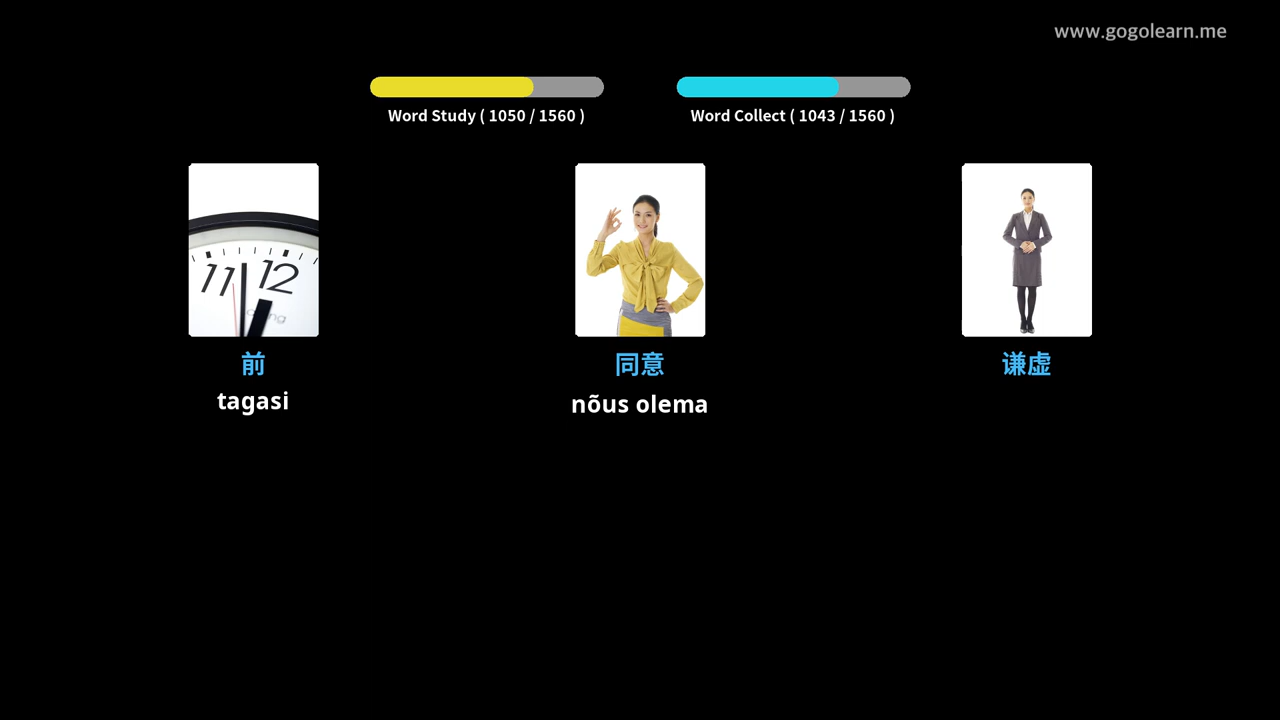 www.gogolearn.me
Word Study ( 1050 / 1560 )
Word Collect ( 1043 / 1560 )
11 12
前
同意
谦虚
tagasi
nõus olema